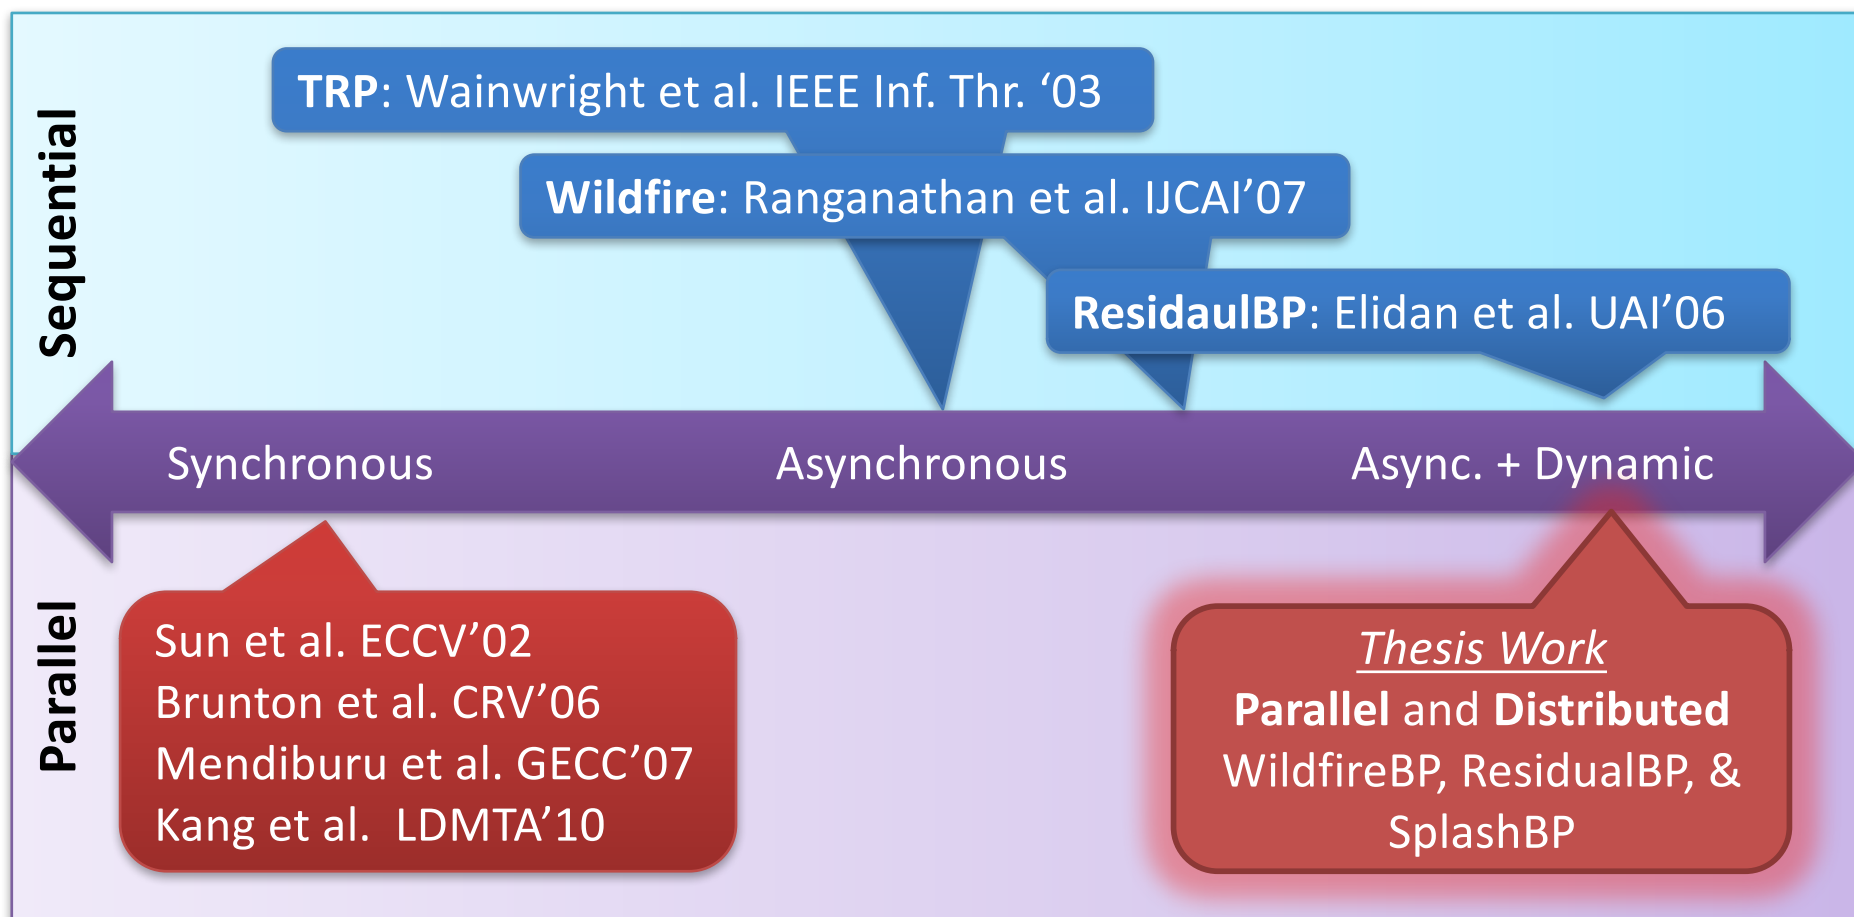 Sequential
TRP: Wainwright et al. IEEE Inf. Thr. ‘03
Wildfire: Ranganathan et al. IJCAI’07
ResidaulBP: Elidan et al. UAI’06
Synchronous
Asynchronous
Async. + Dynamic
Parallel
Sun et al. ECCV’02
Brunton et al. CRV’06
Mendiburu et al. GECC’07
Kang et al.  LDMTA’10
Thesis Work
Parallel and Distributed
WildfireBP, ResidualBP, &
SplashBP